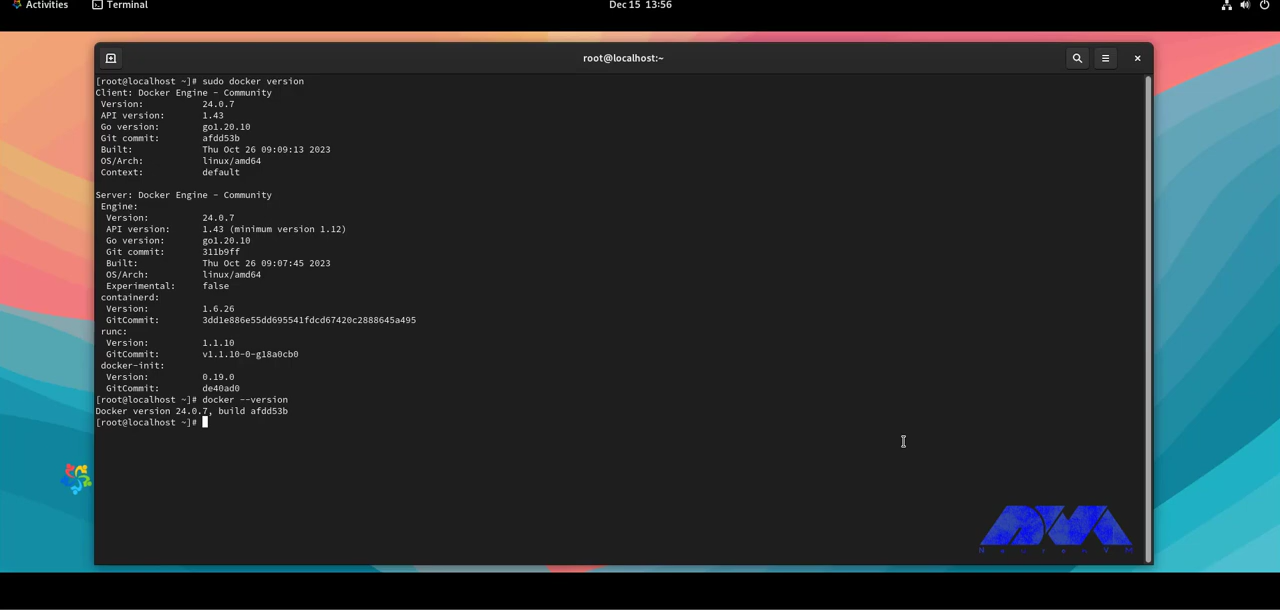 Activities
Terminal
Dec 15 13:56
root@localhost:~
[root@localhost ~]# sudo docker version
Client: Docker Engine - Community
Version: 24.0.7
API version: 1.43
Go version: go1.20.10
Git commit: afdd53b
Built: Thu Oct 26 09:09:13 2023
OS/Arch: linux/amd64
Context: default
Server: Docker Engine - Community
Engine:
Version: 24.0.7
API version: 1.43 (minimum version 1.12)
Go version: go1.20.10
Git commit: 311b9ff
Built: Thu Oct 26 09:07:45 2023
OS/Arch: linux/amd64
Experimental: false
containerd:
Version: 1.6.26
GitCommit: 3dd1e886e55dd695541fdcd67420c2888645a495
runc:
Version: 1.1.10
GitCommit: v1.1.10-0-g18a0cb0
docker-init:
Version: 0.19.0
GitCommit: de40ad0
[root@localhost ~]# docker --version
Docker version 24.0.7, build afdd53b
[root@localhost ~]#